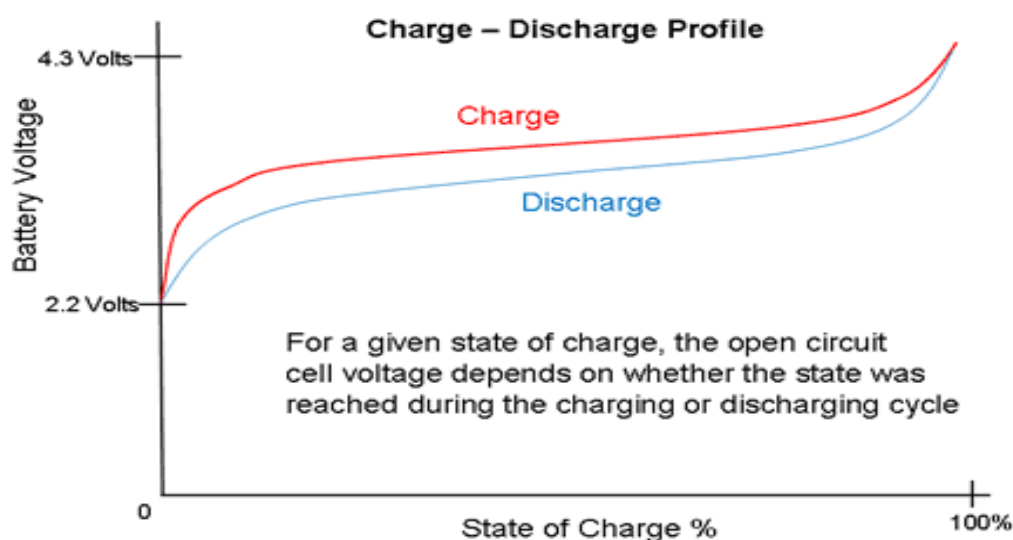 Charge – Discharge Profile
4.3 Volts
Battery Voltage
Charge
Discharge
2.2 Volts
For a given state of charge, the open circuit
cell voltage depends on whether the state was
reached during the charging or discharging cycle
0
State of Charge %
100%